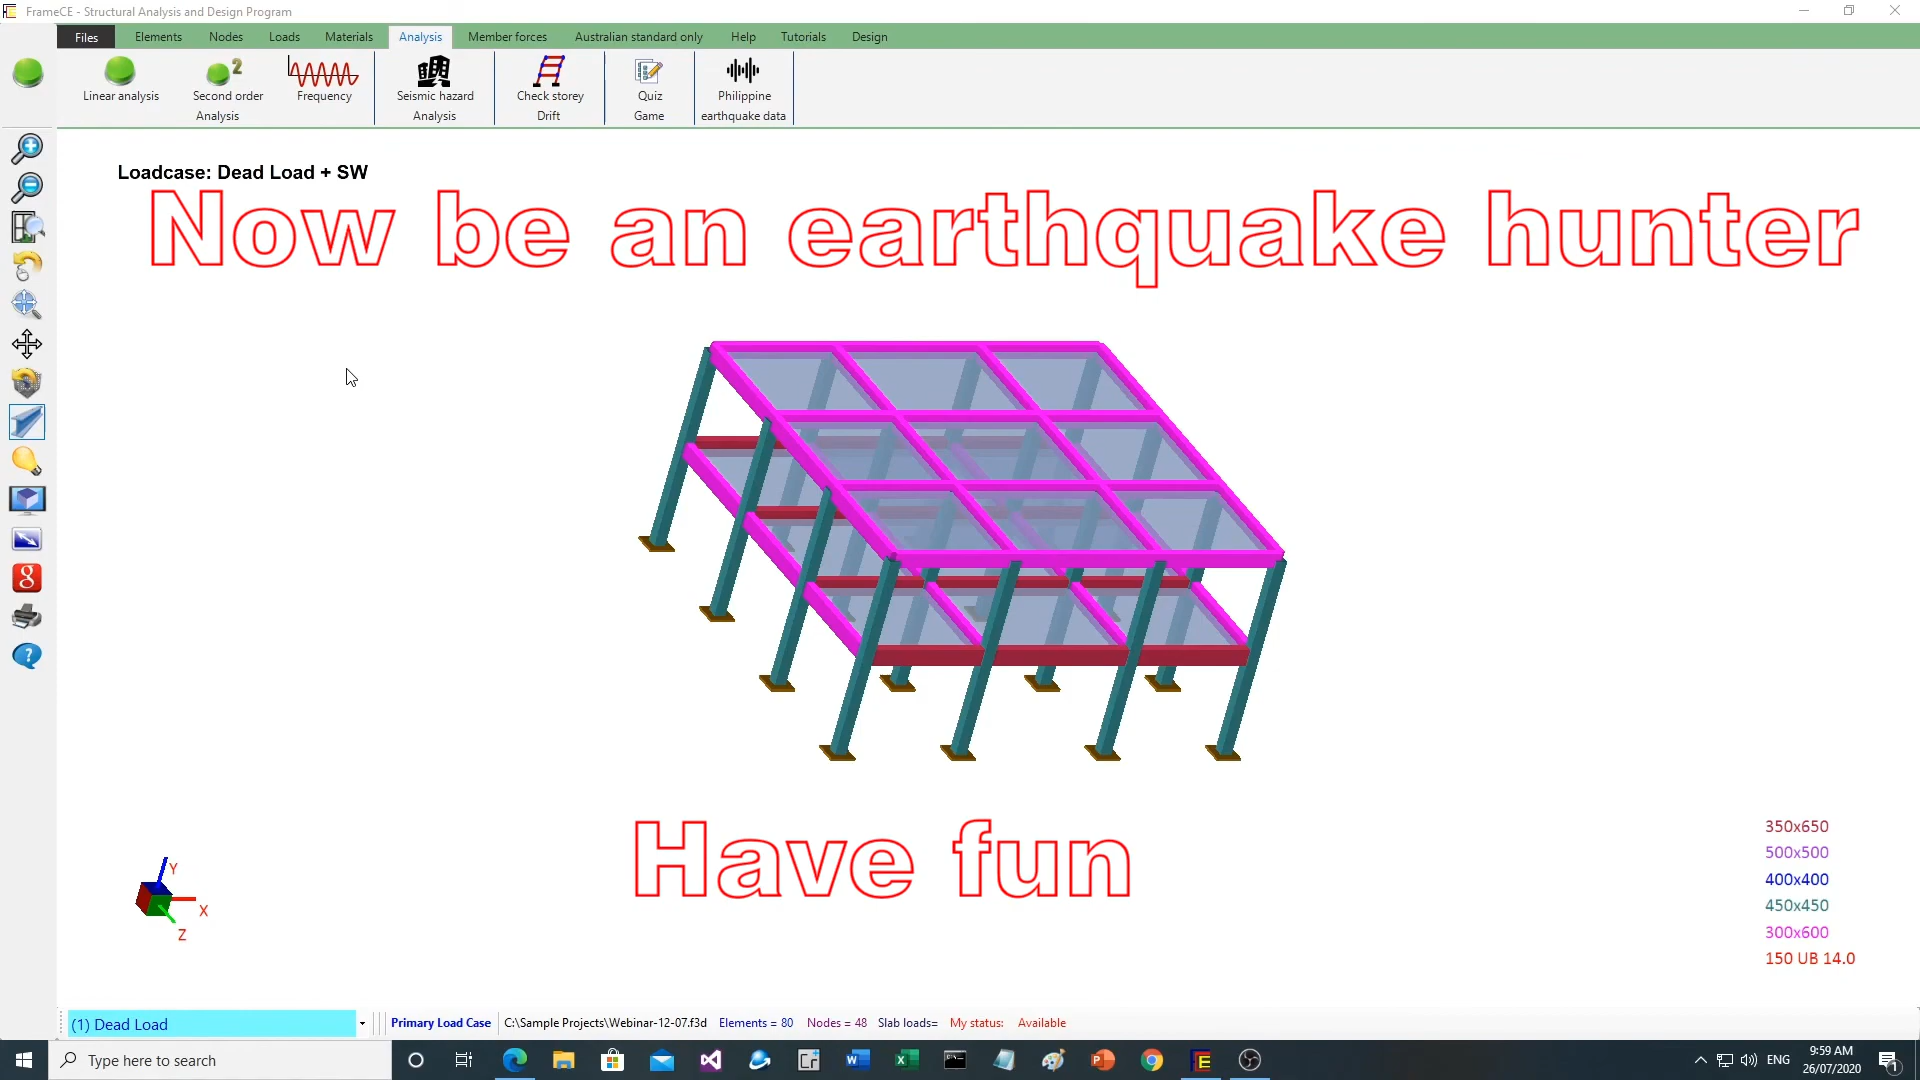 FrameCE - Structural Analysis and Design Program
Files Elements Nodes Loads Materials Analysis Member forces Australian standard only Help Tutorials Design
Linear analysis
Second order
Frequency
Analysis
2
Seismic hazard
Analysis
Check storey
Drift
Quiz
Game
Philippine
earthquake data
Loadcase: Dead Load + SW
Now be an earthquake hunter
Have fun
Y
X
Z
8
?
350x650
500x500
400x400
450x450
300x600
150 UB 14.0
(1) Dead Load
Primary Load Case C:\Sample Projects\Webinar-12-07.f3d Elements = 80 Nodes = 48 Slab loads= My status: Available
Type here to search
ENG
9:59 AM
26/07/2020
1